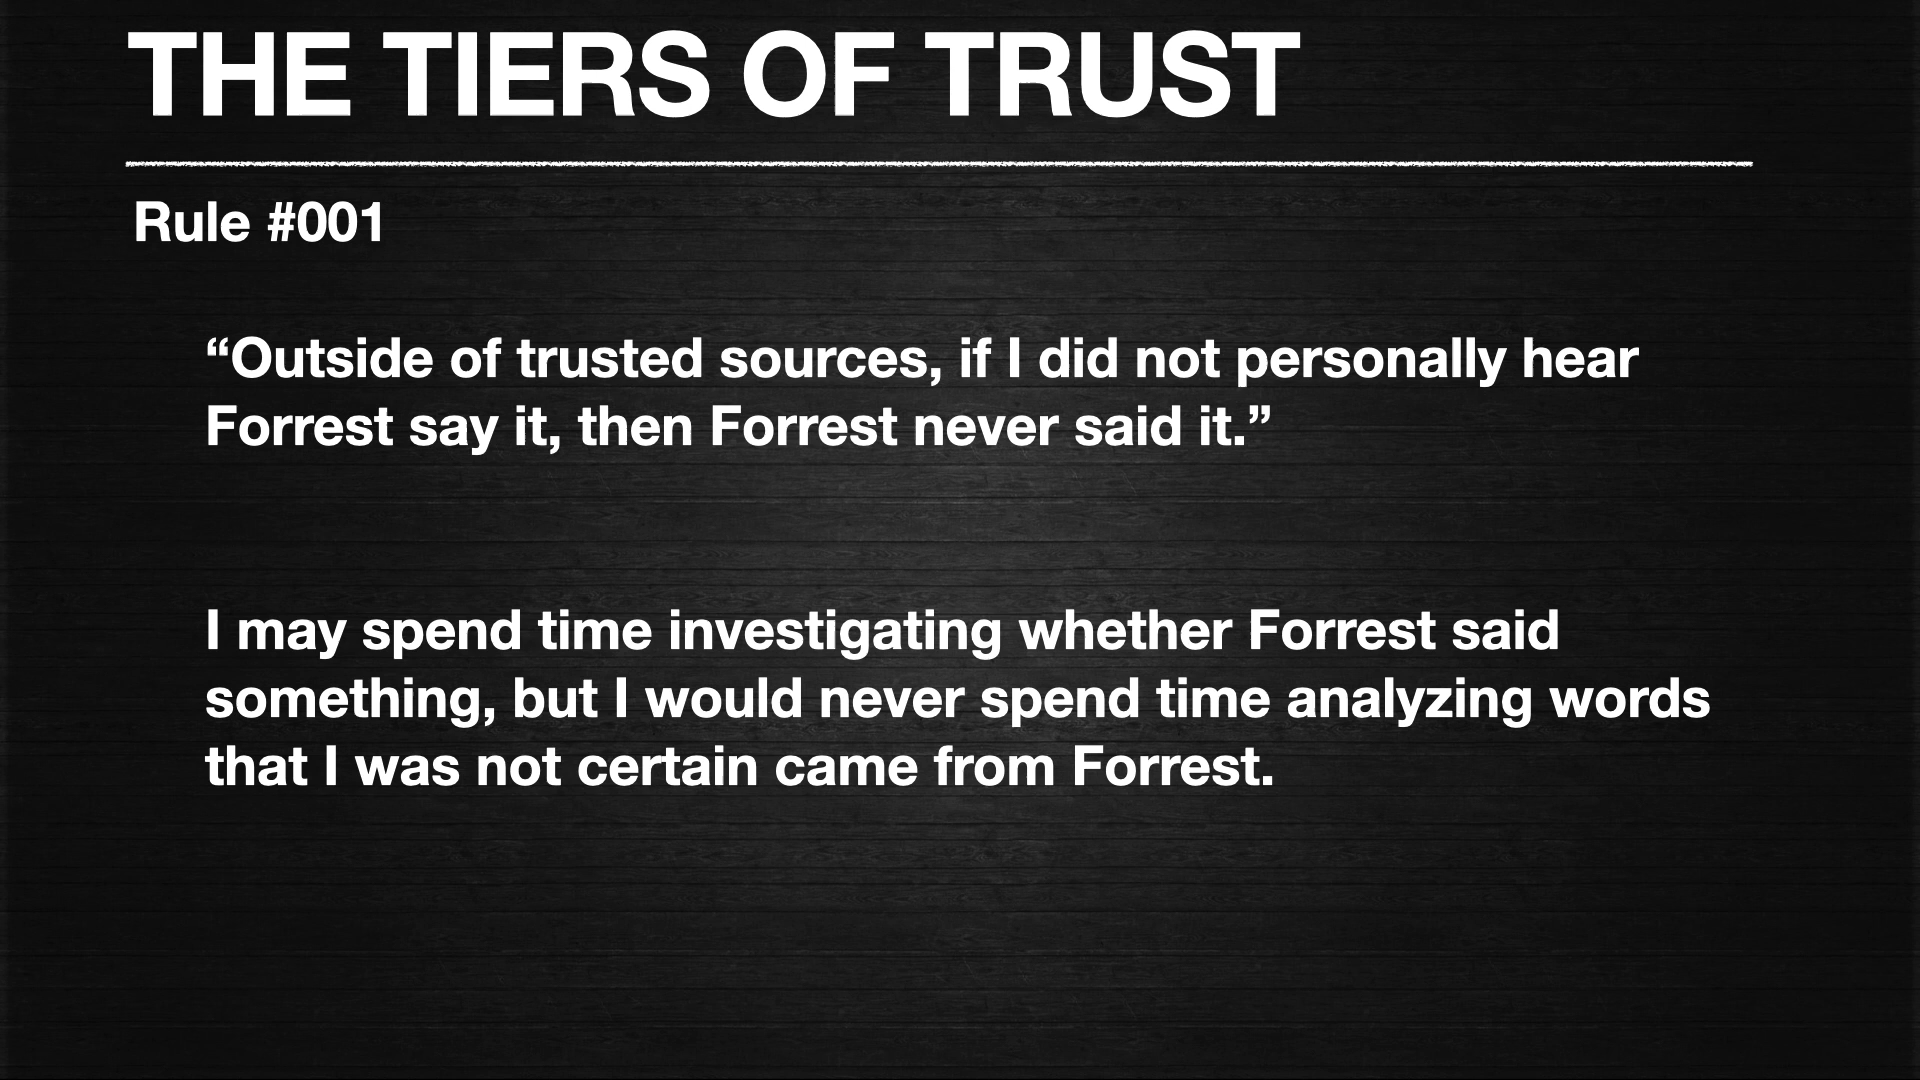 THE TIERS OF TRUST
Rule #001
“Outside of trusted sources, if I did not personally hear
Forrest say it, then Forrest never said it.”
I may spend time investigating whether Forrest said
something, but I would never spend time analyzing words
that I was not certain came from Forrest.